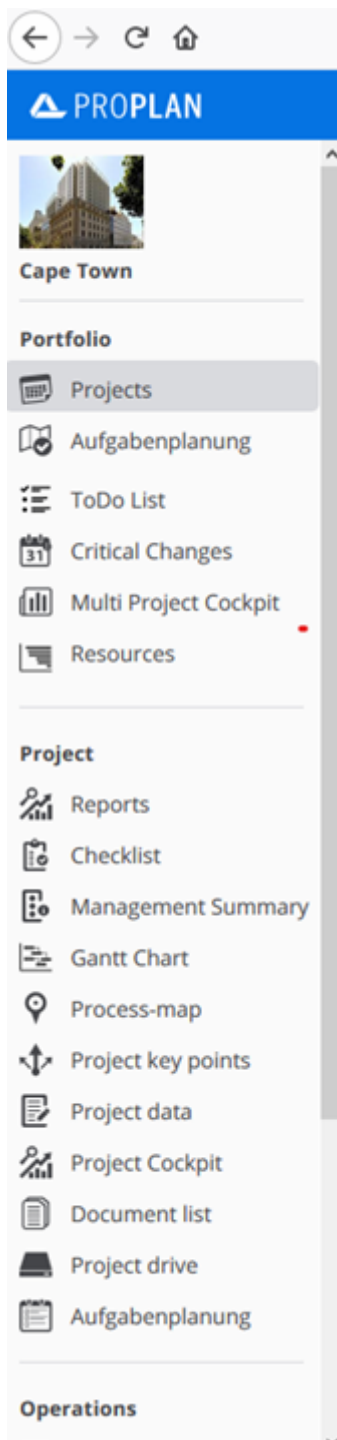 PROPLAN
Cape Town
Portfolio
Projects
Aufgabenplanung
ToDo List
31
Critical Changes
Multi Project Cockpit
Resources
Project
Reports
Checklist
Management Summary
Gantt Chart
Process-map
Project key points
Project data
Project Cockpit
Document list
Project drive
Aufgabenplanung
Operations